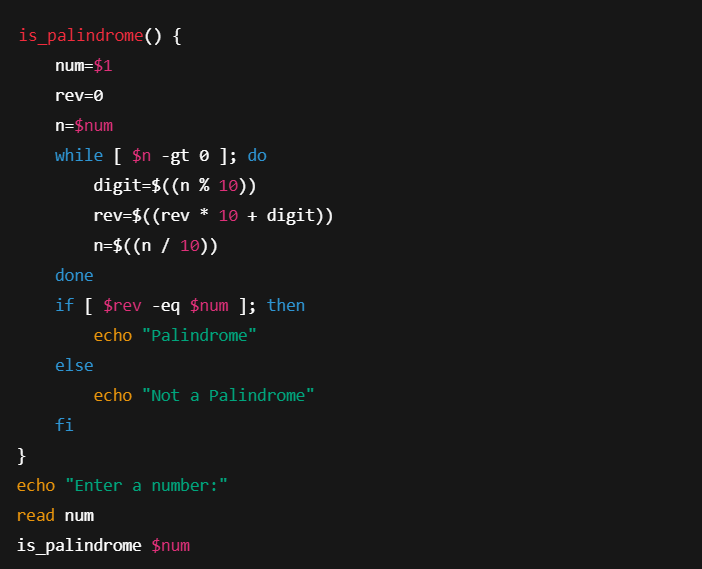 is_palindrome() {
    num=$1
    rev=0
    n=$num
    while [ $n -gt 0 ]; do
        digit=$((n % 10))
        rev=$((rev * 10 + digit))
        n=$((n / 10))
    done
    if [ $rev -eq $num ]; then
        echo "Palindrome"
    else
        echo "Not a Palindrome"
    fi
}
echo "Enter a number:"
read num
is_palindrome $num